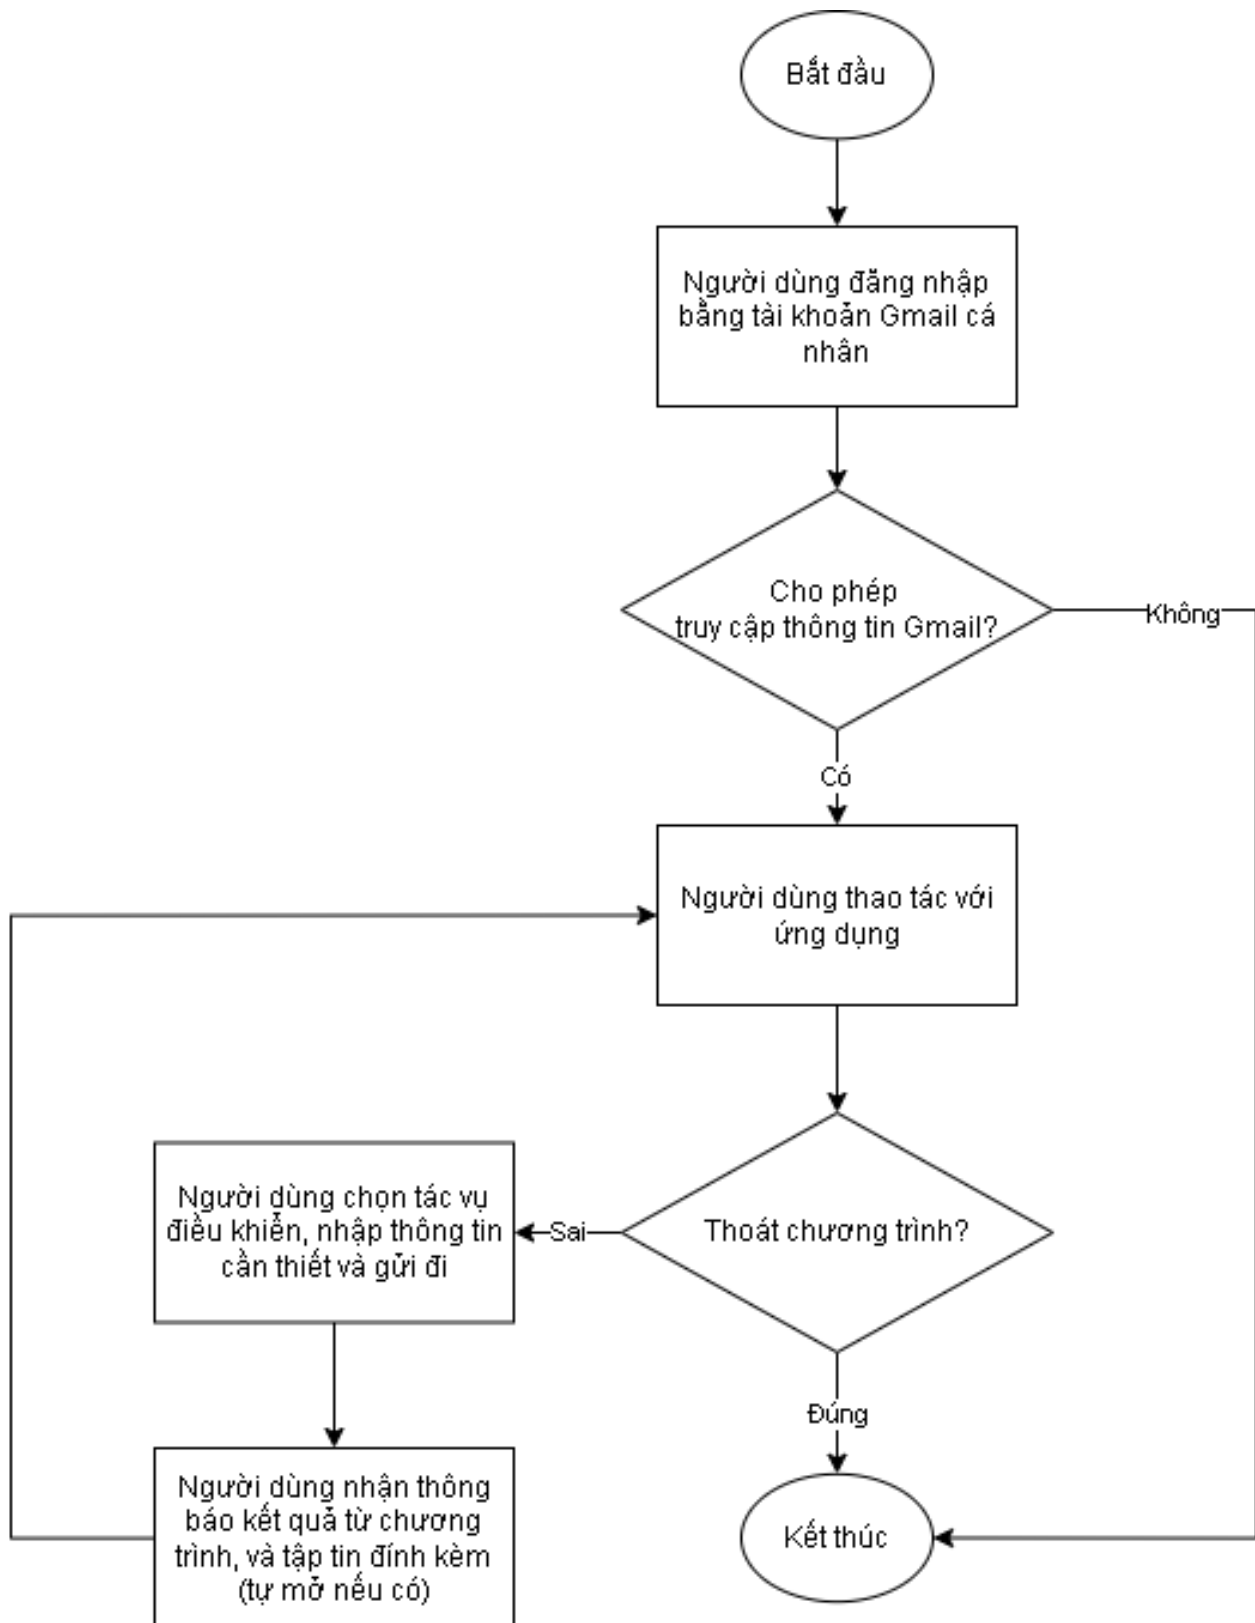 Bắt đầu
Người dùng đăng nhập
bằng tài khoản Gmail cá
nhân
Cho phép
truy cập thông tin Gmail?
Không
Có
Người dùng thao tác với
ứng dụng
Người dùng chọn tác vụ
điều khiển, nhập thông tin
cần thiết và gửi đi
Sai
Thoát chương trình?
Đúng
Người dùng nhận thông
báo kết quả từ chương
trình, và tập tin đính kèm
(tự mở nếu có)
Kết thúc